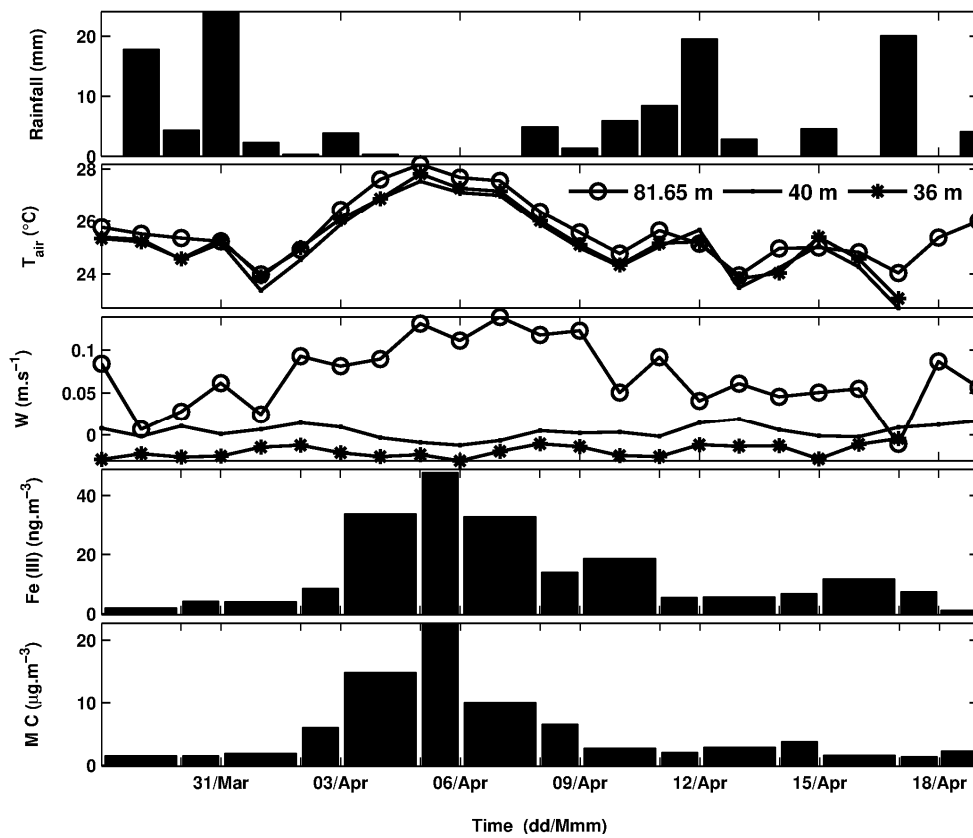 Rainfall (mm)
20
10
0
T_air (°C)
28
26
24
81.65 m
40 m
36 m
W (m.s⁻¹)
0.1
0.05
0
Fe (III) (ng.m⁻³)
40
20
0
M C (μg.m⁻³)
20
10
0
31/Mar
03/Apr
06/Apr
09/Apr
12/Apr
15/Apr
18/Apr
Time (dd/Mmm)